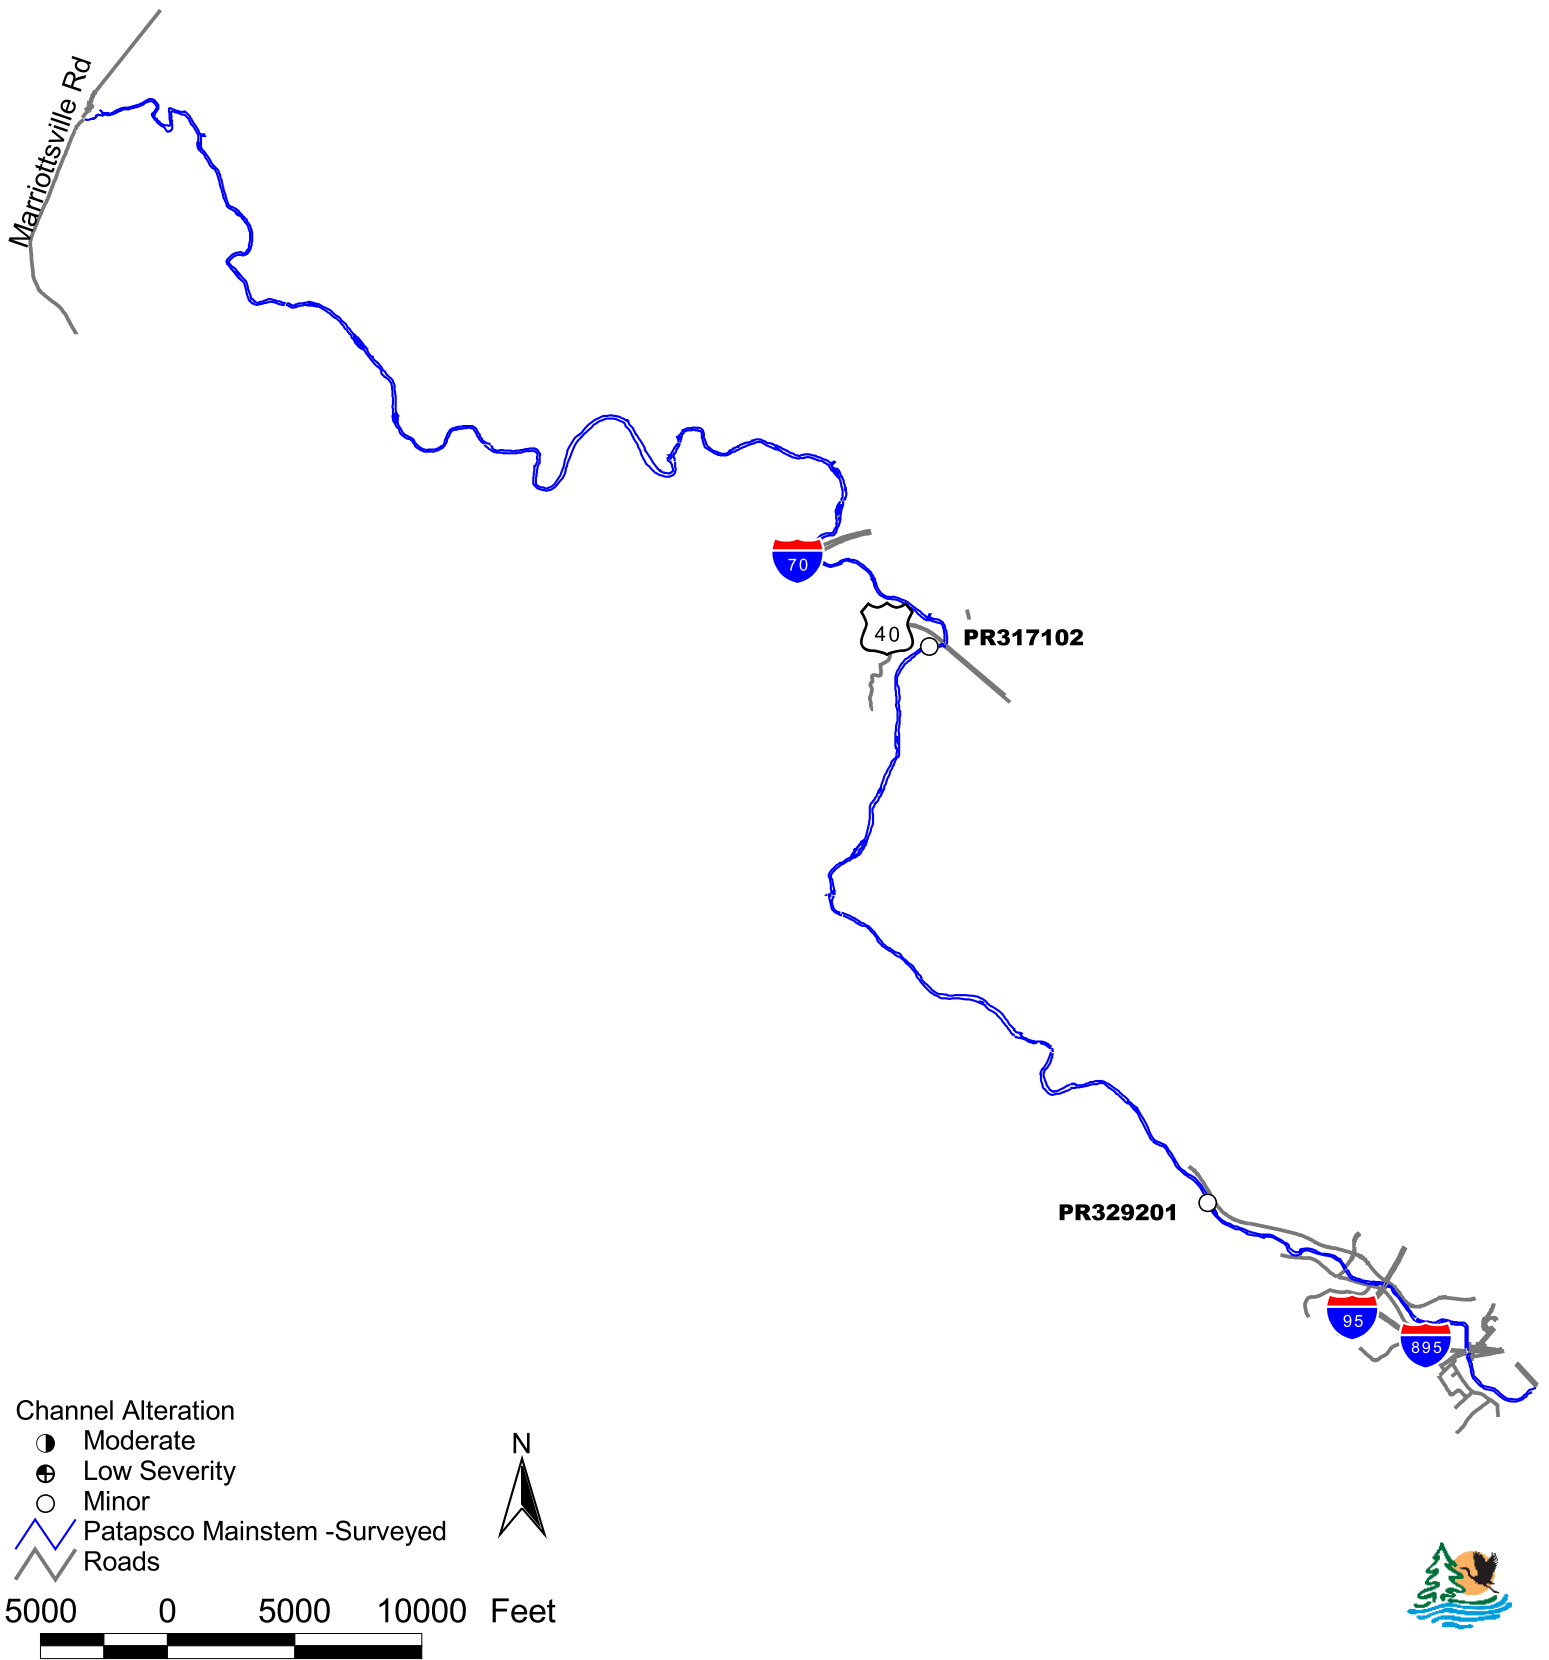 Marriottsville Rd
70
40
PR317102
PR329201
95
895
Channel Alteration
Moderate
Low Severity
Minor
Patapsco Mainstem -Surveyed
Roads
N
5000 0 5000 10000 Feet